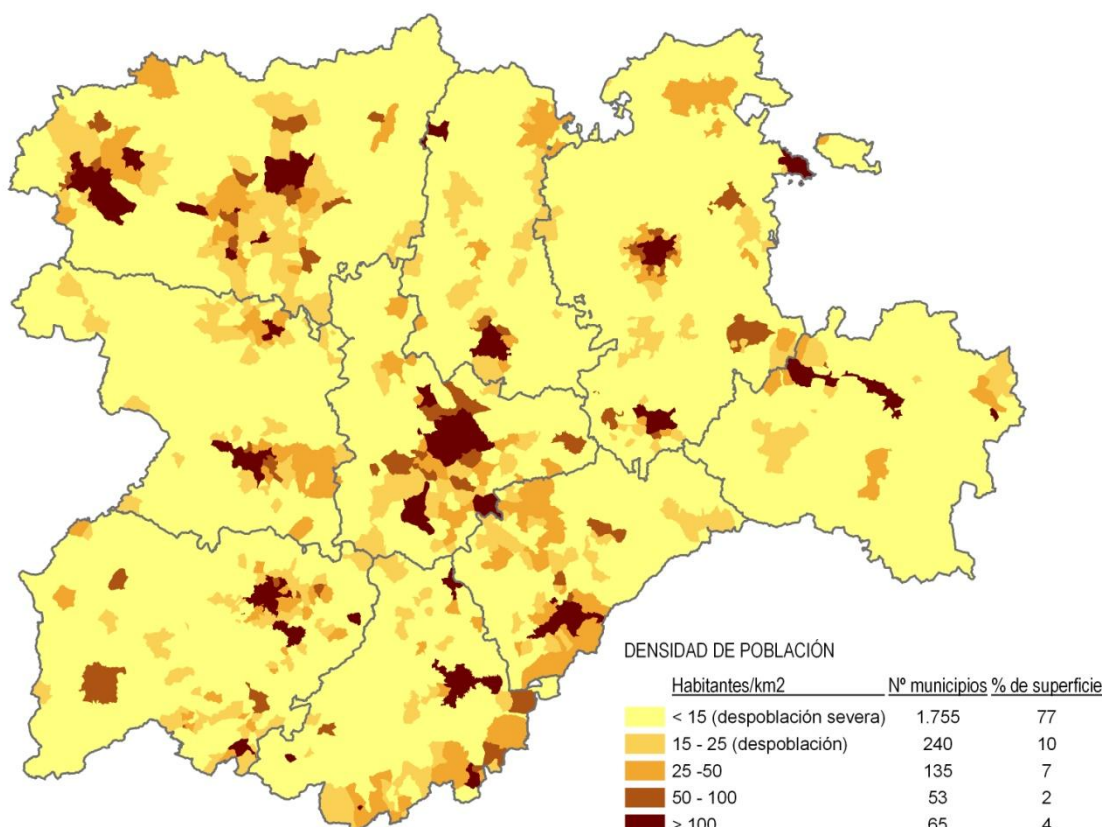 DENSIDAD DE POBLACIÓN
Habitantes/km2 Nº municipios % de superficie
< 15 (despoblación severa) 1.755 77
15 - 25 (despoblación) 240 10
25 -50 135 7
50 - 100 53 2
> 100 65 4